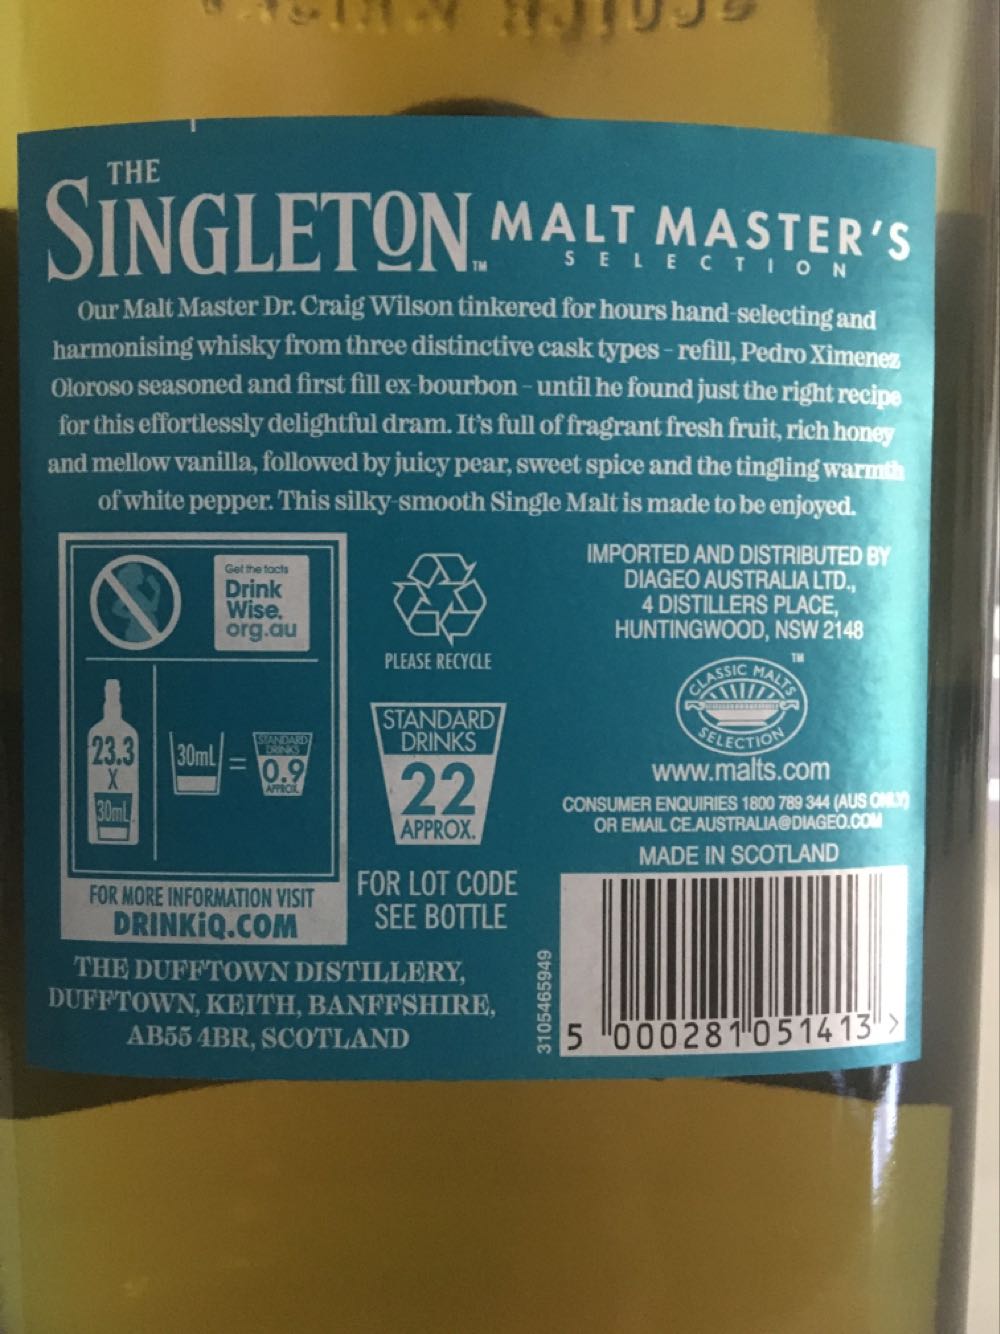 SCOTCH
THE
SINGLETON™ MALT MASTER'S
SELECTION
Our Malt Master Dr. Craig Wilson tinkered for hours hand-selecting and
harmonising whisky from three distinctive cask types - refill, Pedro Ximenez
Oloroso seasoned and first fill ex-bourbon - until he found just the right recipe
for this effortlessly delightful dram. It's full of fragrant fresh fruit, rich honey
and mellow vanilla, followed by juicy pear, sweet spice and the tingling warmth
of white pepper. This silky-smooth Single Malt is made to be enjoyed.
Get the facts
Drink
Wise.
org.au
23.3
X
30mL
30mL
=
STANDARD
DRINKS
0.9
APPROX.
FOR MORE INFORMATION VISIT
DRINKiQ.COM
PLEASE RECYCLE
STANDARD
DRINKS
22
APPROX.
FOR LOT CODE
SEE BOTTLE
THE DUFFTOWN DISTILLERY,
DUFFTOWN, KEITH, BANFFSHIRE,
AB55 4BR, SCOTLAND
IMPORTED AND DISTRIBUTED BY
DIAGEO AUSTRALIA LTD.,
4 DISTILLERS PLACE,
HUNTINGWOOD, NSW 2148
CLASSIC MALTS
SELECTION
TM
www.malts.com
CONSUMER ENQUIRIES 1800 789 344 (AUS ONLY)
OR EMAIL CE.AUSTRALIA@DIAGEO.COM
MADE IN SCOTLAND
3105465949
5 000281 051413 >